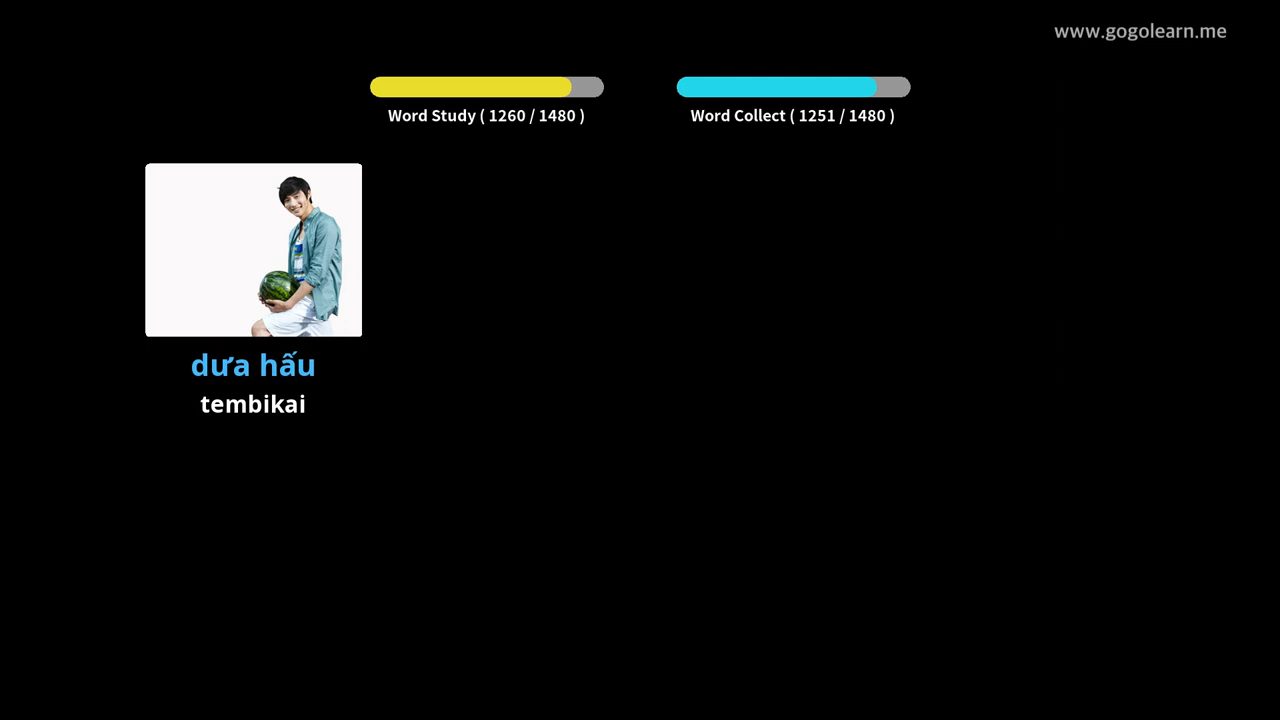 www.gogolearn.me
Word Study ( 1260 / 1480 )
Word Collect ( 1251 / 1480 )
dưa hấu
tembikai